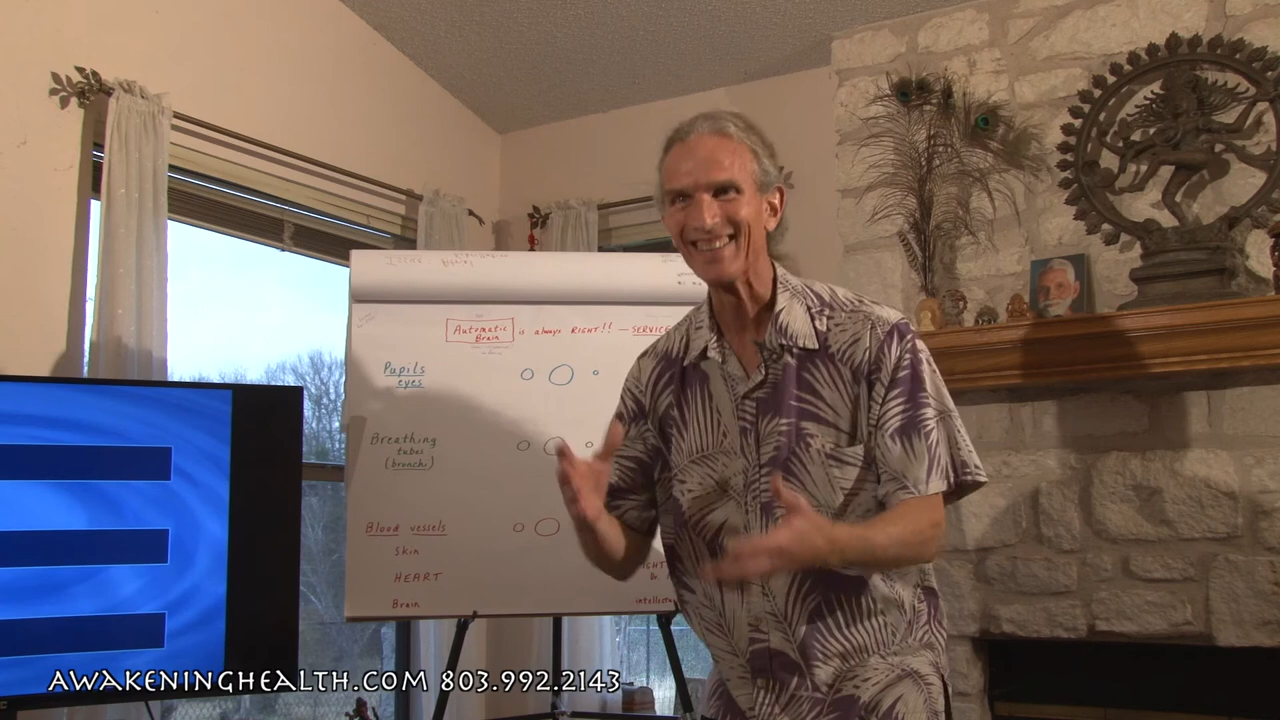 Automatic Brain is always RIGHT!! — SERVICE
Pupils
eyes
Breathing
tubes
(bronchi)
Blood vessels
Skin
HEART
Dr.
Brain
AWAKENINGHEALTH.COM 803.992.2143